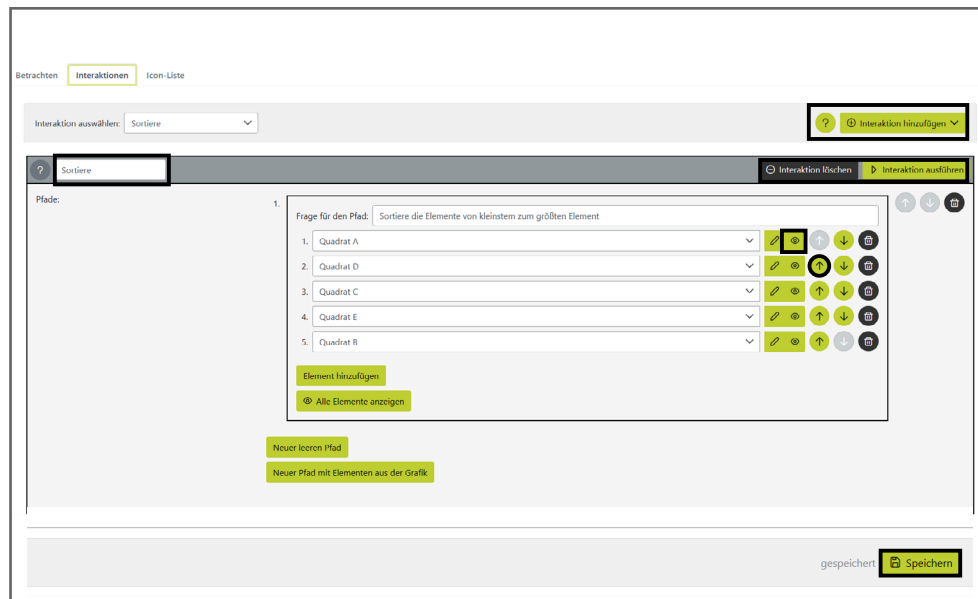 Betrachten Interaktionen Icon-Liste
Interaktion auswählen: Sortiere ? Interaktion hinzufügen
? Sortiere Interaktion löschen Interaktion ausführen
Pfade: 1.
Frage für den Pfad: Sortiere die Elemente von kleinstem zum größten Element
1. Quadrat A
2. Quadrat D
3. Quadrat C
4. Quadrat E
5. Quadrat B
Element hinzufügen
Alle Elemente anzeigen
Neuer leeren Pfad
Neuer Pfad mit Elementen aus der Grafik
gespeichert Speichern